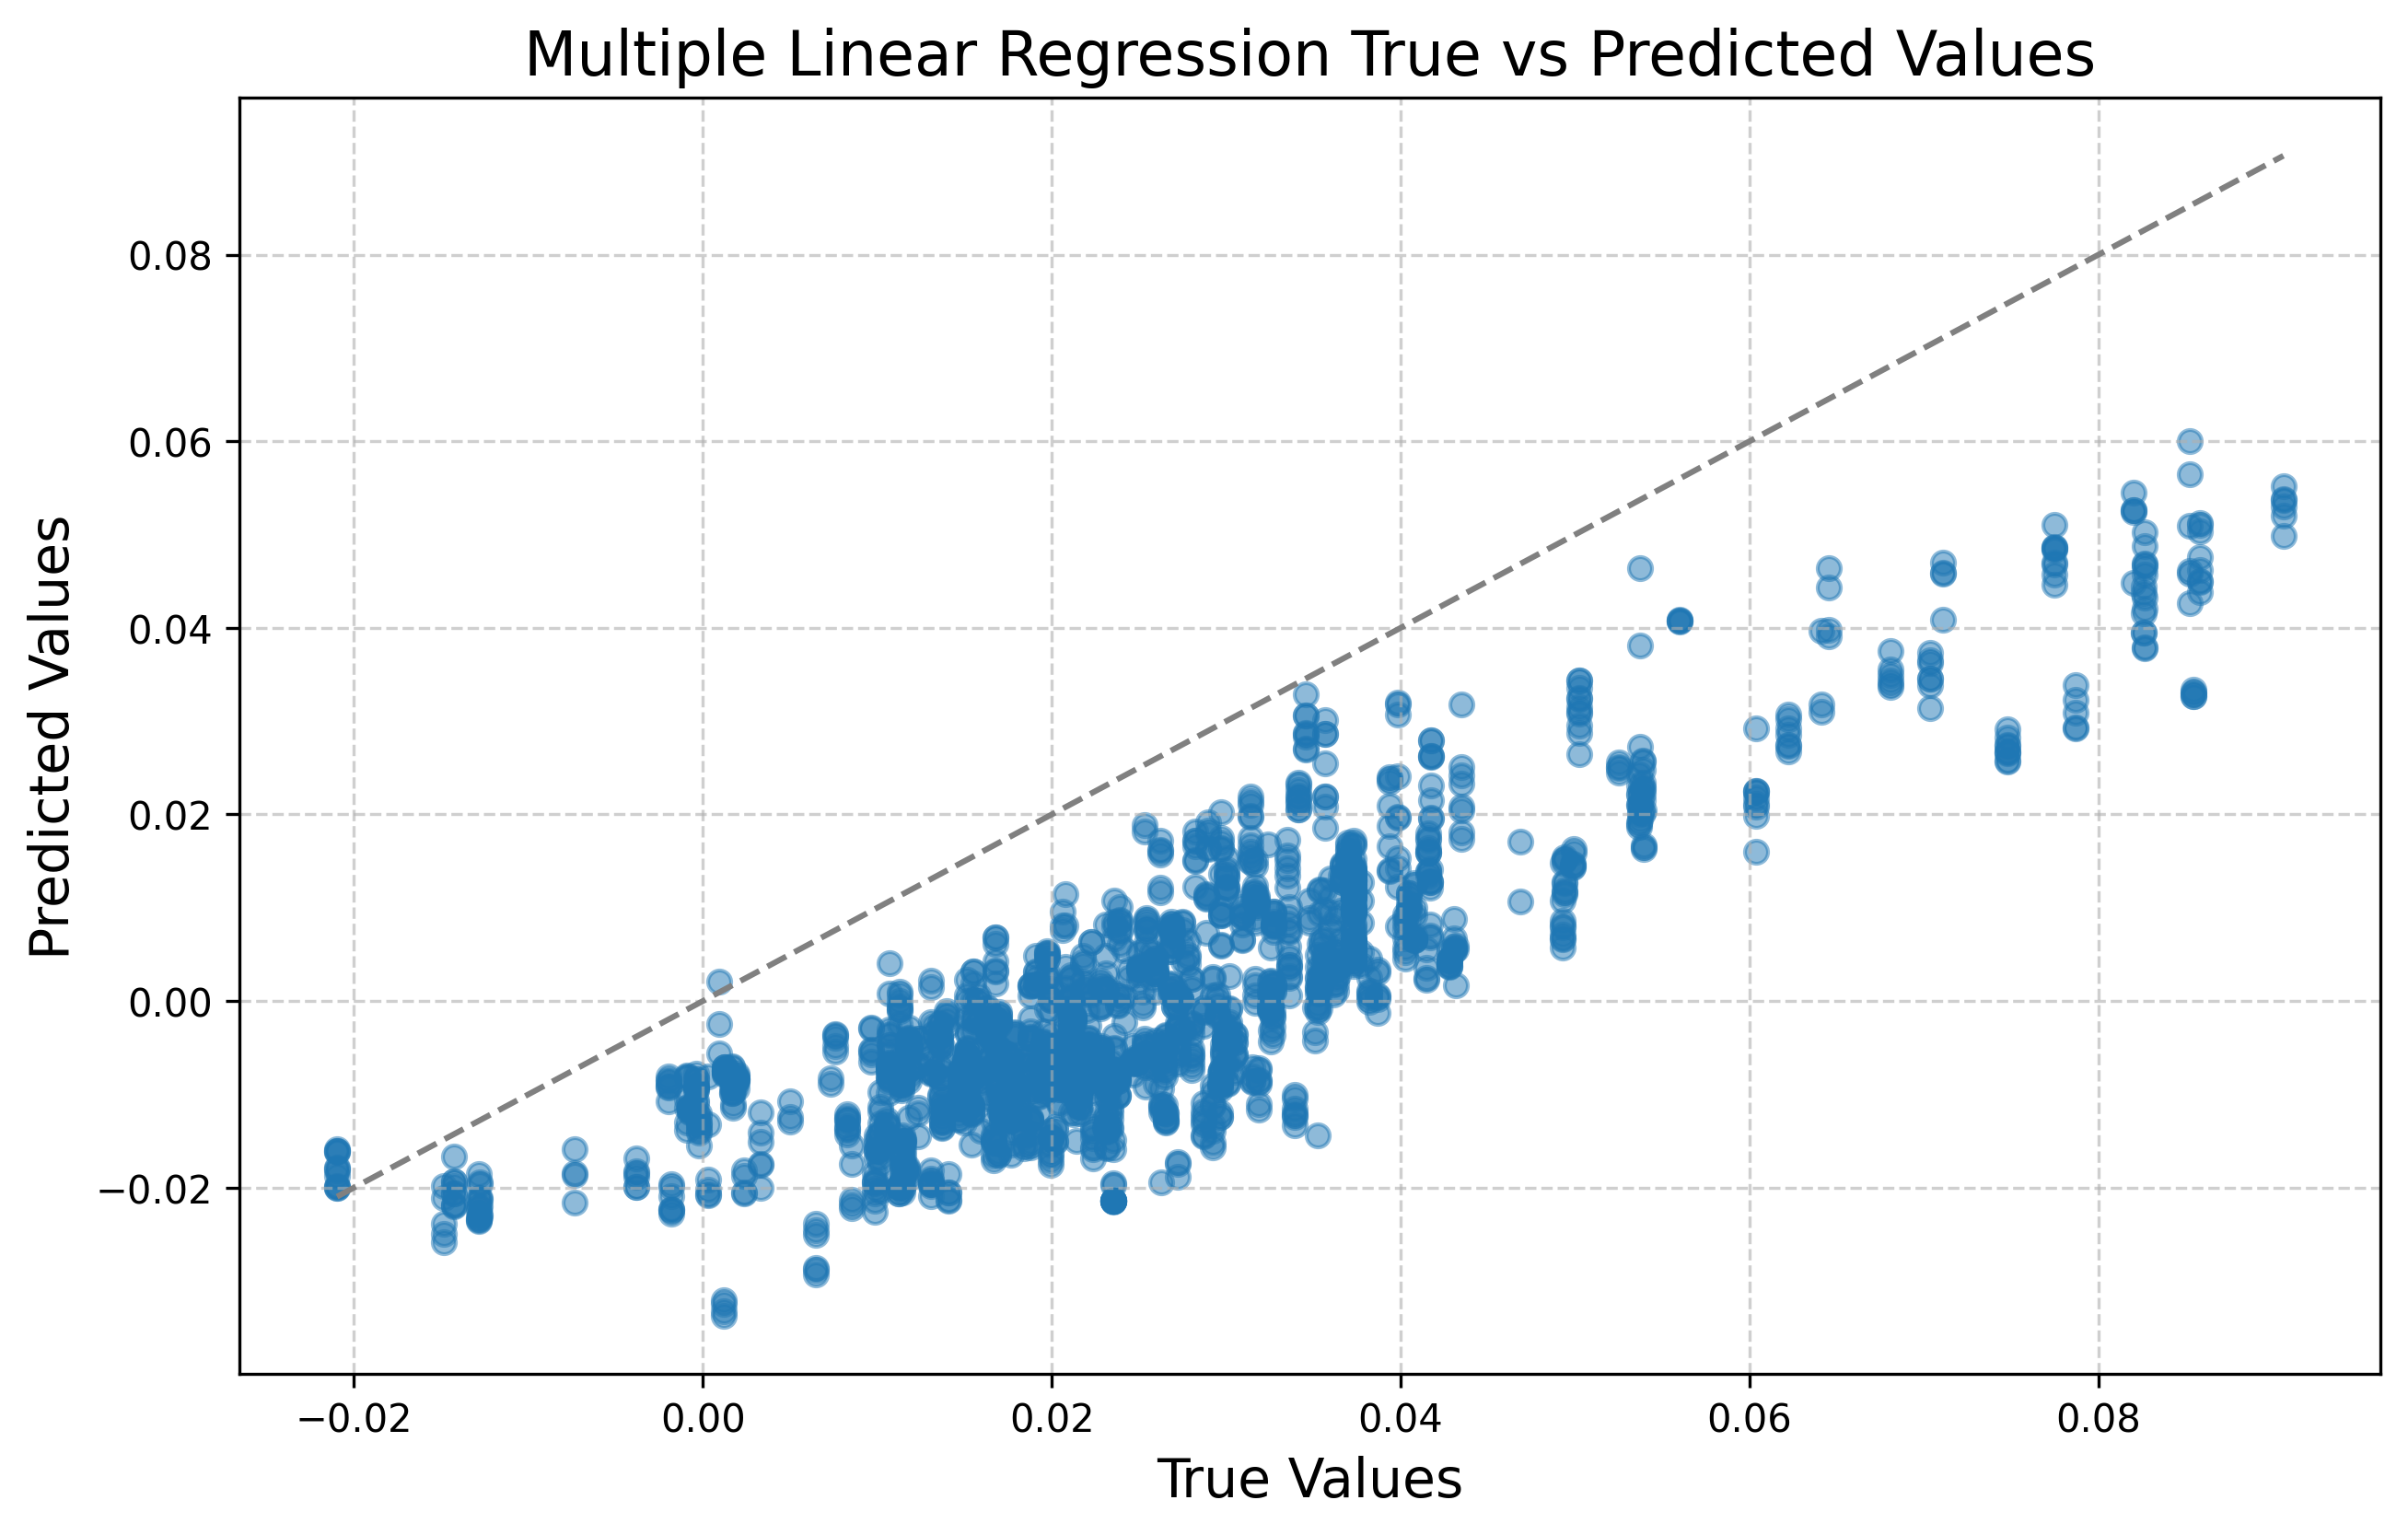 Multiple Linear Regression True vs Predicted Values
Predicted Values
0.08
0.06
0.04
0.02
0.00
−0.02
−0.02 0.00 0.02 0.04 0.06 0.08
True Values